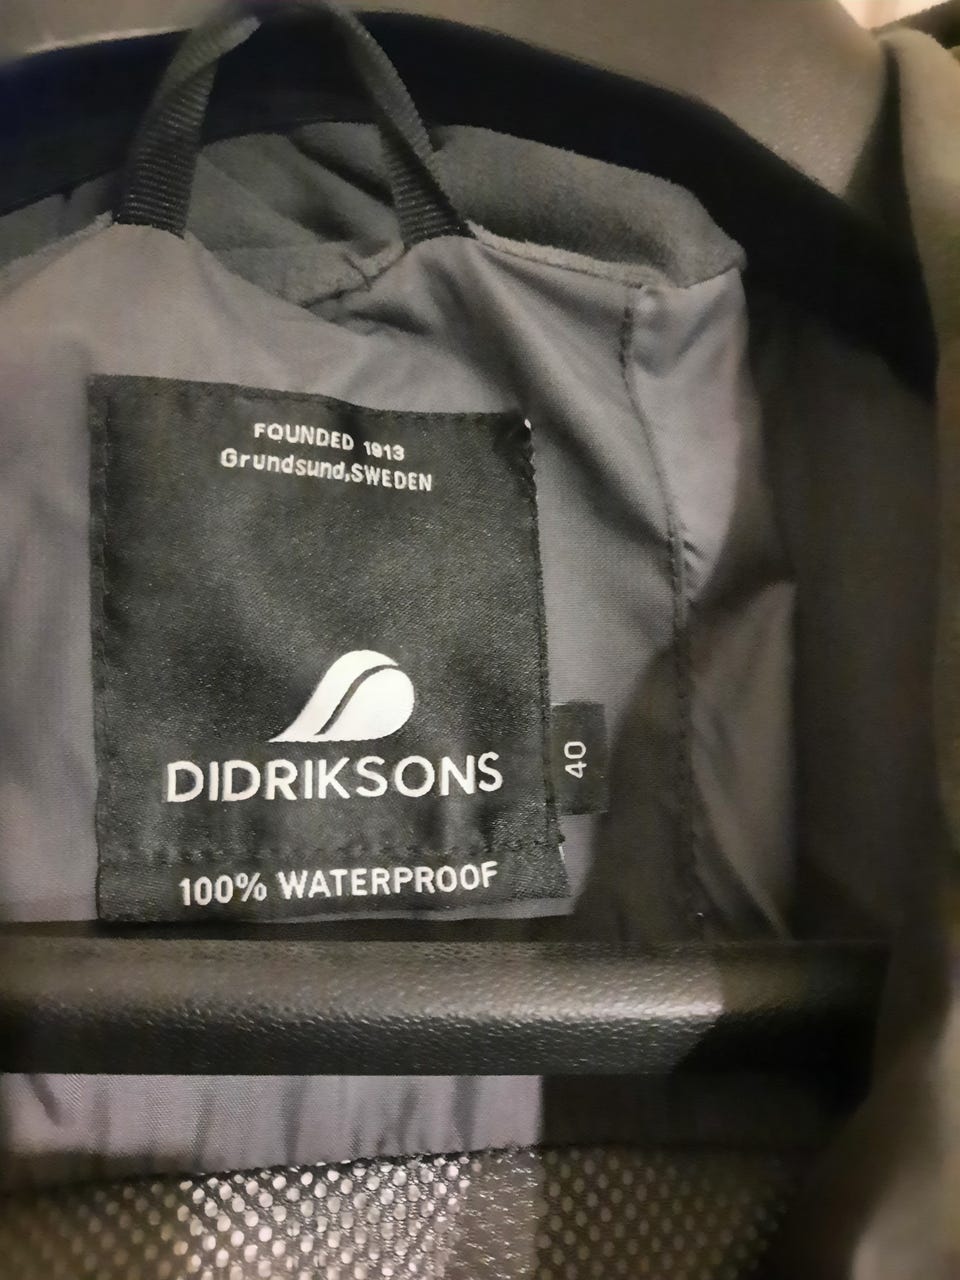 FOUNDED 1913
Grundsund,SWEDEN
DIDRIKSONS
40
100% WATERPROOF